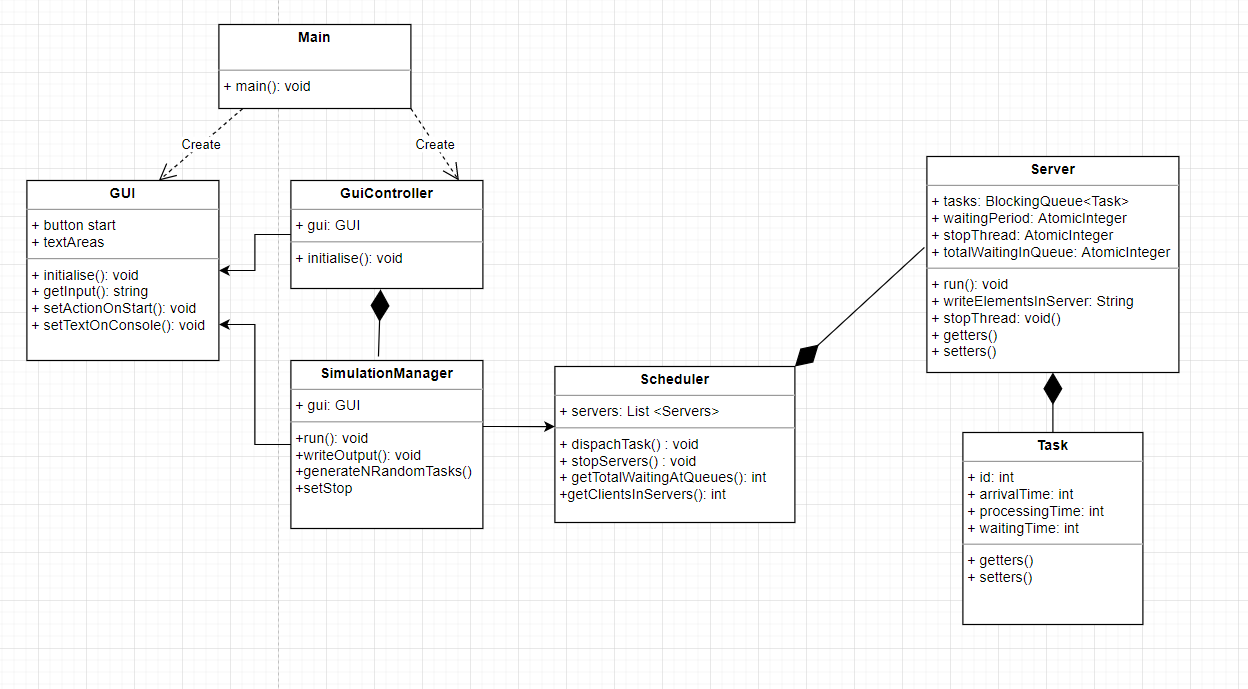 Main
+ main(): void
Create
Create
GUI
+ button start
+ textAreas
+ initialise(): void
+ getInput(): string
+ setActionOnStart(): void
+ setTextOnConsole(): void
GuiController
+ gui: GUI
+ initialise(): void
SimulationManager
+ gui: GUI
+run(): void
+writeOutput(): void
+generateNRandomTasks()
+setStop
Scheduler
+ servers: List <Servers>
+ dispachTask() : void
+ stopServers() : void
+ getTotalWaitingAtQueues(): int
+getClientsInServers(): int
Server
+ tasks: BlockingQueue<Task>
+ waitingPeriod: AtomicInteger
+ stopThread: AtomicInteger
+ totalWaitingInQueue: AtomicInteger
+ run(): void
+ writeElementsInServer: String
+ stopThread: void()
+ getters()
+ setters()
Task
+ id: int
+ arrivalTime: int
+ processingTime: int
+ waitingTime: int
+ getters()
+ setters()